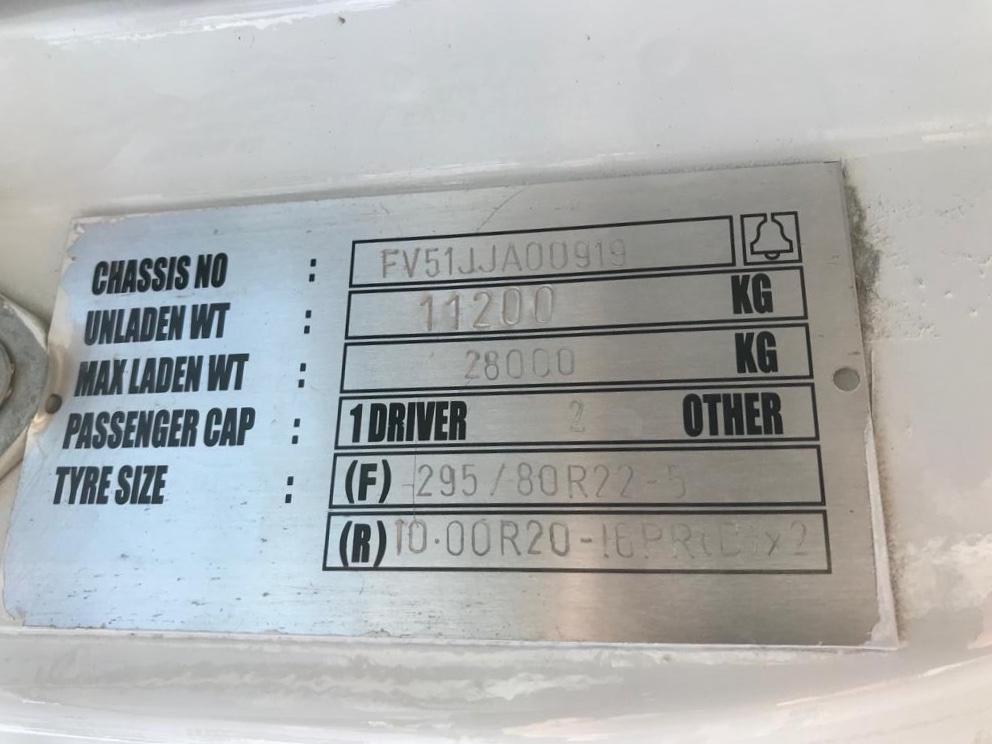 CHASSIS NO : FV51JJA00919
UNLADEN WT : 11200 KG
MAX LADEN WT : 28000 KG
PASSENGER CAP : 1 DRIVER 2 OTHER
TYRE SIZE : (F) -295/80R22-5
(R) 10.00R20-16PR(D)x2